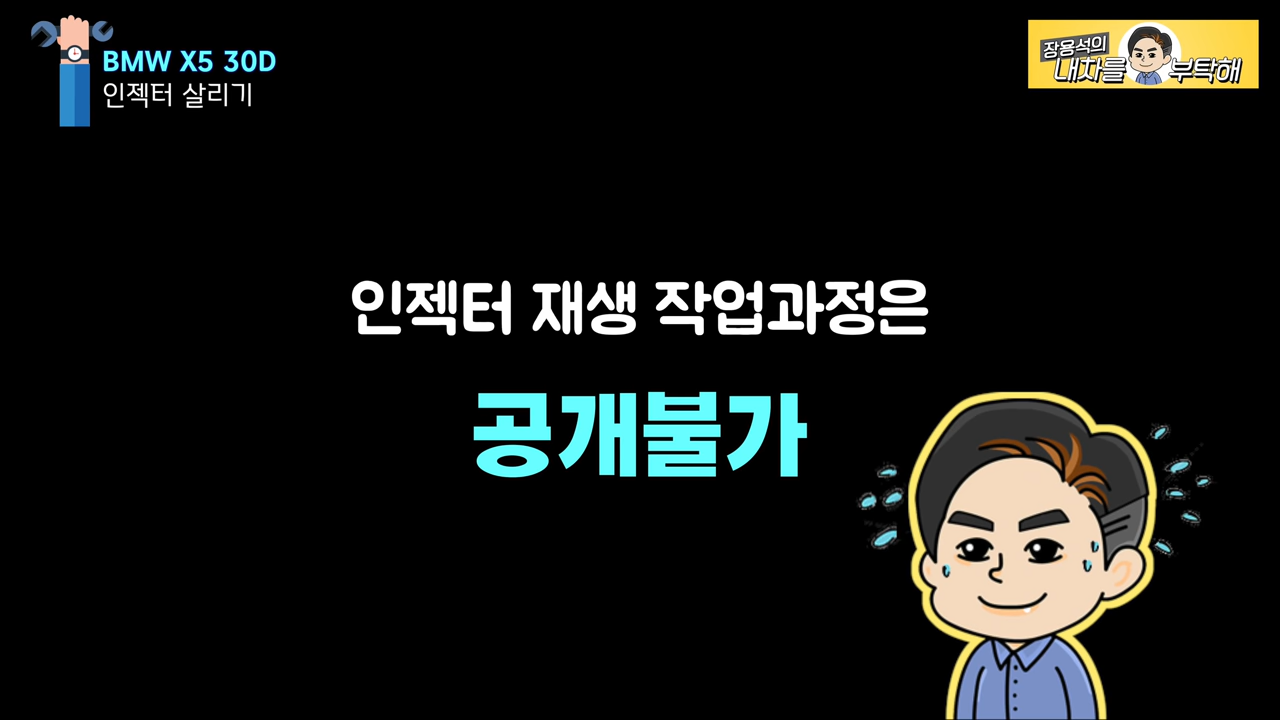 BMW X5 30D
인젝터 살리기
장용석의
내차를 부탁해
인젝터 재생 작업과정은
공개불가